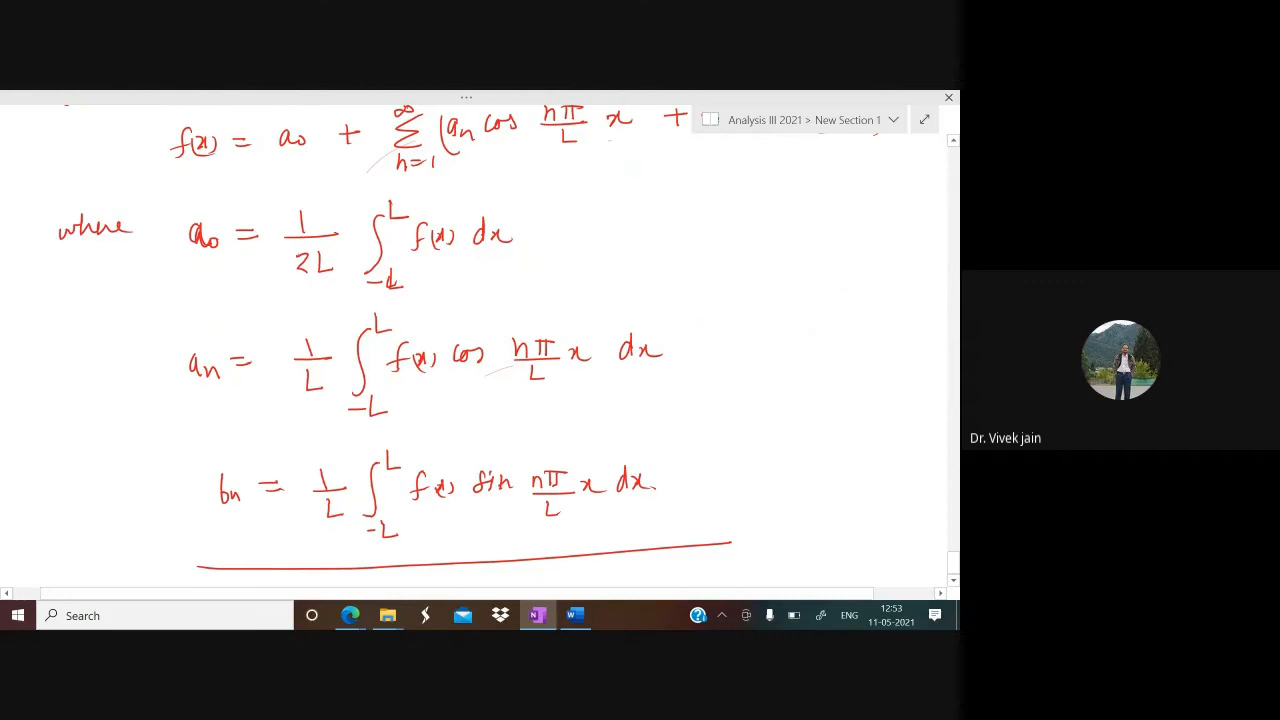 ...
Analysis III 2021 > New Section 1
f(x) = a₀ + ∑_{n=1}^{∞} (aₙ cos nπ/L x +
where a₀ = 1/2L ∫_{-L}^{L} f(x) dx
aₙ = 1/L ∫_{-L}^{L} f(x) cos nπ/L x dx
bₙ = 1/L ∫_{-L}^{L} f(x) sin nπ/L x dx.
Dr. Vivek jain
Search
ENG
12:53
11-05-2021